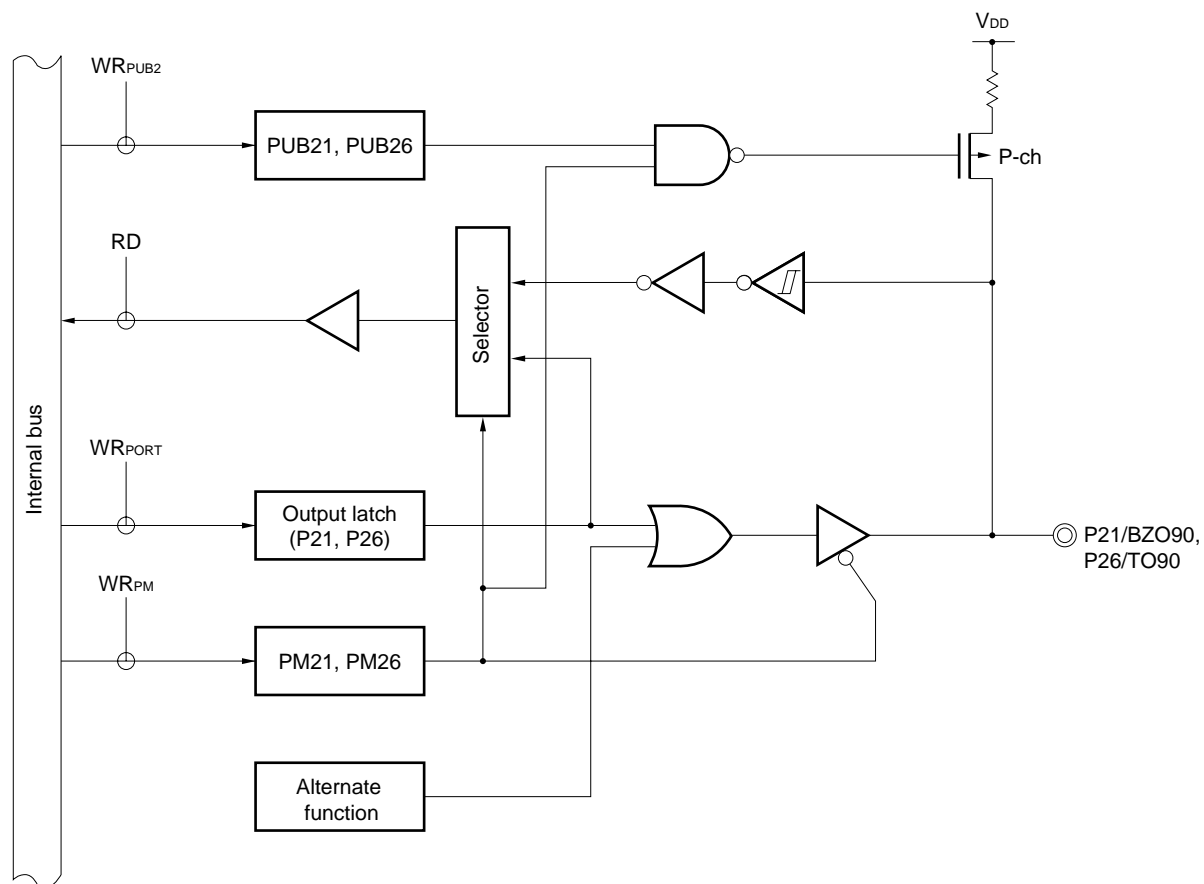 VDD
WRPUB2
PUB21, PUB26
P-ch
RD
Selector
Internal bus
WRPORT
Output latch
(P21, P26)
P21/BZO90,
P26/TO90
WRPM
PM21, PM26
Alternate
function